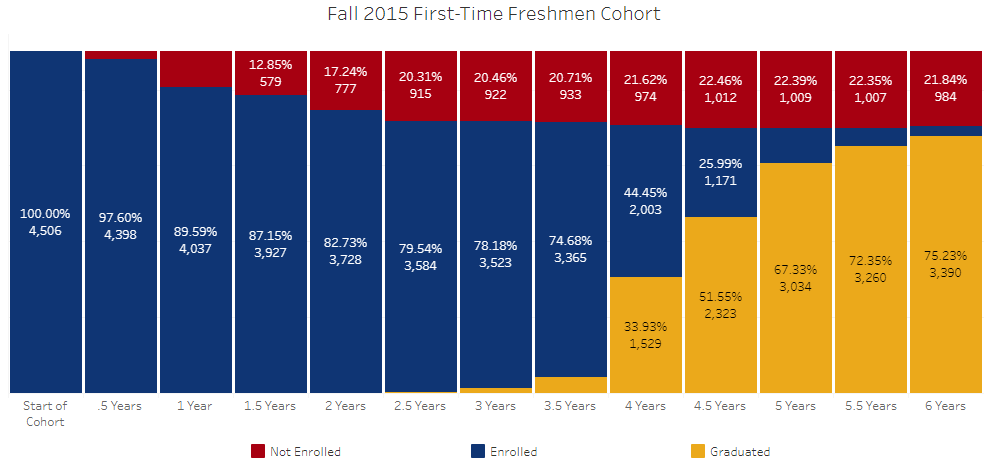 Fall 2015 First-Time Freshmen Cohort
100.00%
4,506
97.60%
4,398
89.59%
4,037
12.85%
579
87.15%
3,927
17.24%
777
82.73%
3,728
20.31%
915
79.54%
3,584
20.46%
922
78.18%
3,523
20.71%
933
74.68%
3,365
21.62%
974
44.45%
2,003
33.93%
1,529
22.46%
1,012
25.99%
1,171
51.55%
2,323
22.39%
1,009
67.33%
3,034
22.35%
1,007
72.35%
3,260
21.84%
984
75.23%
3,390
Start of
Cohort
.5 Years
1 Year
1.5 Years
2 Years
2.5 Years
3 Years
3.5 Years
4 Years
4.5 Years
5 Years
5.5 Years
6 Years
Not Enrolled
Enrolled
Graduated